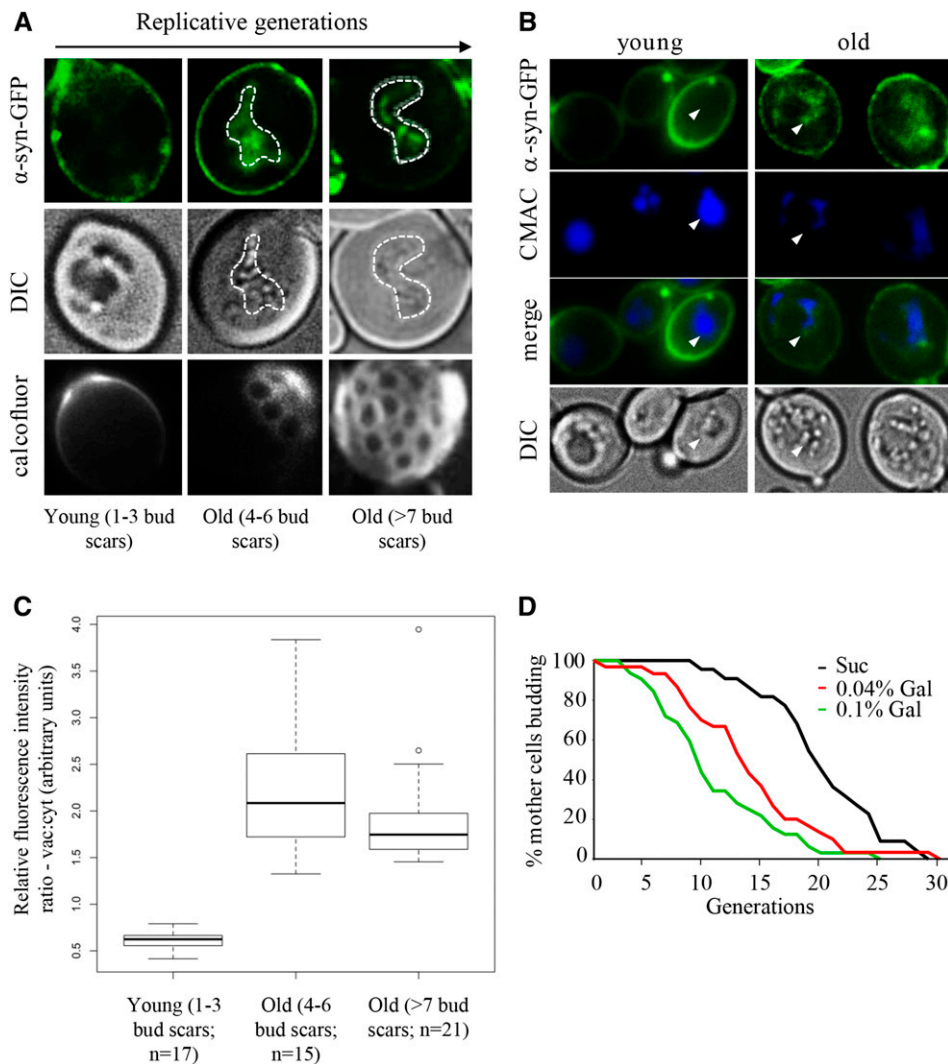 A
Replicative generations
α-syn-GFP
DIC
calcofluor
Young (1-3 bud
scars)
Old (4-6 bud
scars)
Old (>7 bud
scars)
B
young
old
α-syn-GFP
CMAC
merge
DIC
C
Relative fluorescence intensity
ratio - vac:cyt (arbitrary units)
4.0
3.5
3.0
2.5
2.0
1.5
1.0
0.5
Young (1-3
bud scars;
n=17)
Old (4-6
bud scars;
n=15)
Old (>7 bud
scars; n=21)
D
% mother cells budding
100
80
60
40
20
0
Suc
0.04% Gal
0.1% Gal
0 5 10 15 20 25 30
Generations